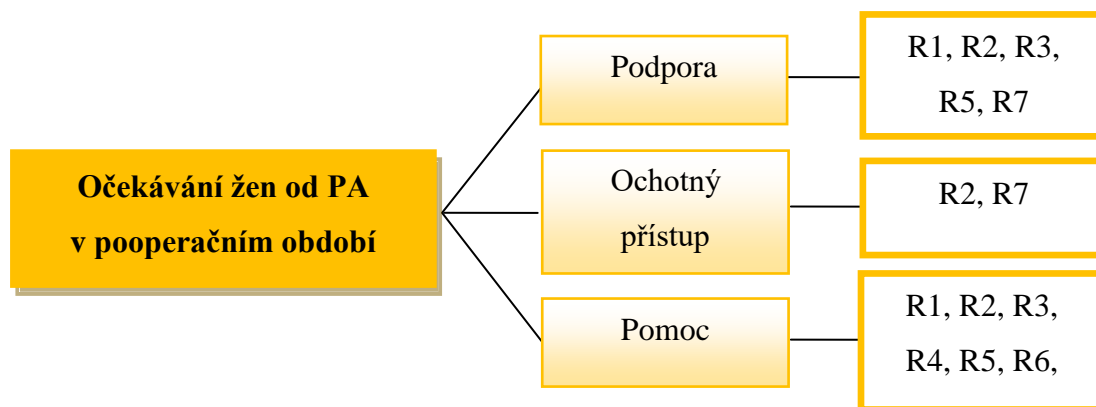 Očekávání žen od PA
v pooperačním období
Podpora
R1, R2, R3,
R5, R7
Ochotný
přístup
R2, R7
Pomoc
R1, R2, R3,
R4, R5, R6,